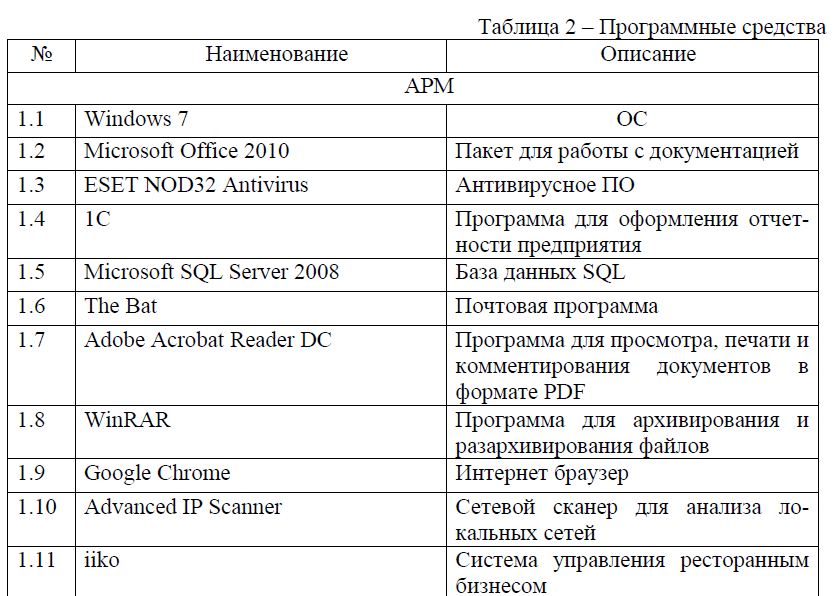 Таблица 2 – Программные средства
№ Наименование Описание
АРМ
1.1 Windows 7 ОС
1.2 Microsoft Office 2010 Пакет для работы с документацией
1.3 ESET NOD32 Antivirus Антивирусное ПО
1.4 1С Программа для оформления отчет-
ности предприятия
1.5 Microsoft SQL Server 2008 База данных SQL
1.6 The Bat Почтовая программа
1.7 Adobe Acrobat Reader DC Программа для просмотра, печати и
комментирования документов в
формате PDF
1.8 WinRAR Программа для архивирования и
разархивирования файлов
1.9 Google Chrome Интернет браузер
1.10 Advanced IP Scanner Сетевой сканер для анализа ло-
кальных сетей
1.11 iiko Система управления ресторанным
бизнесом